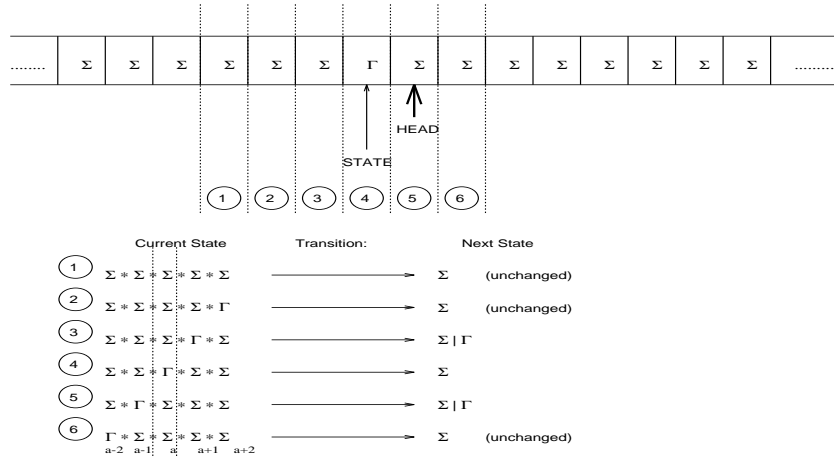 ........ Σ Σ Σ Σ Σ Σ Γ Σ Σ Σ Σ Σ Σ Σ Σ .........
HEAD
STATE
1 2 3 4 5 6
Current State Transition: Next State
1 Σ * Σ * Σ * Σ * Σ Σ (unchanged)
2 Σ * Σ * Σ * Σ * Γ Σ (unchanged)
3 Σ * Σ * Σ * Γ * Σ Σ | Γ
4 Σ * Σ * Γ * Σ * Σ Σ
5 Σ * Γ * Σ * Σ * Σ Σ | Γ
6 Γ * Σ * Σ * Σ * Σ Σ (unchanged)
a-2 a-1 a a+1 a+2